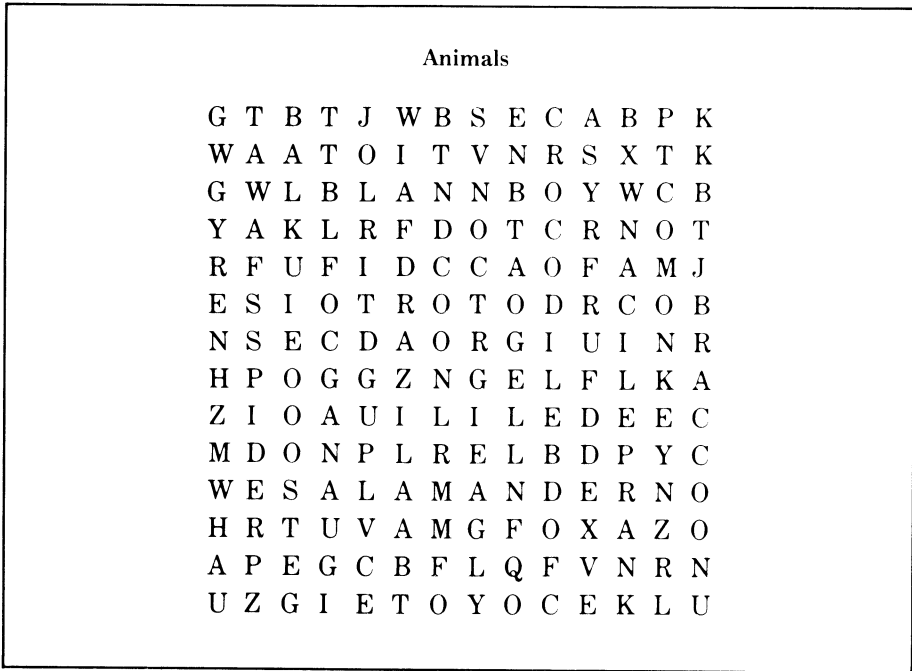 Animals
G T B T J W B S E C A B P K
W A A T O I T V N R S X T K
G W L B L A N N B O Y W C B
Y A K L R F D O T C R N O T
R F U F I D C C A O F A M J
E S I O T R O T O D R C O B
N S E C D A O R G I U I N R
H P O G G Z N G E L F L K A
Z I O A U I L I L E D E E C
M D O N P L R E L B D P Y C
W E S A L A M A N D E R N O
H R T U V A M G F O X A Z O
A P E G C B F L Q F V N R N
U Z G I E T O Y O C E K L U